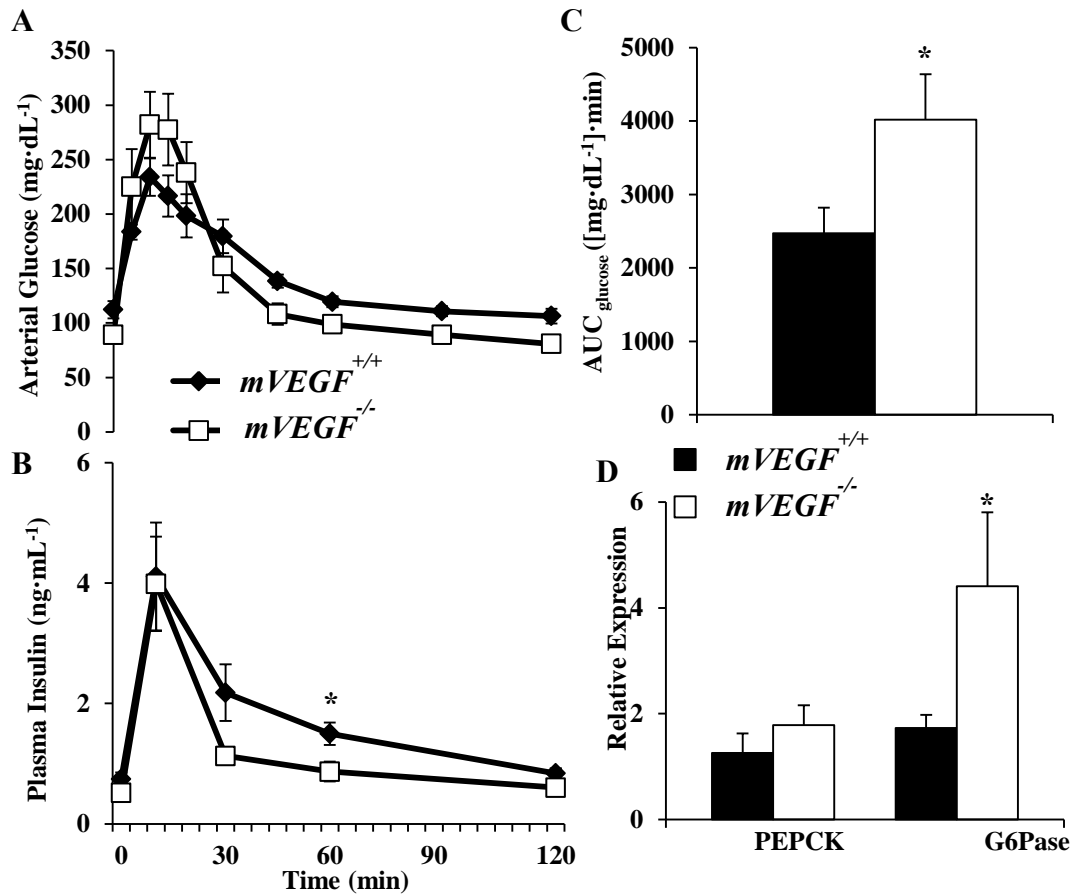 A
Arterial Glucose (mg·dL⁻¹)
350
300
250
200
150
100
50
0
mVEGF⁺/⁺
mVEGF⁻/⁻
B
Plasma Insulin (ng·mL⁻¹)
6
4
2
0
*
0 30 60 90 120
Time (min)
C
AUC glucose ([mg·dL⁻¹]·min)
5000
4000
3000
2000
1000
0
*
mVEGF⁺/⁺
mVEGF⁻/⁻
D
Relative Expression
6
4
2
0
*
PEPCK G6Pase